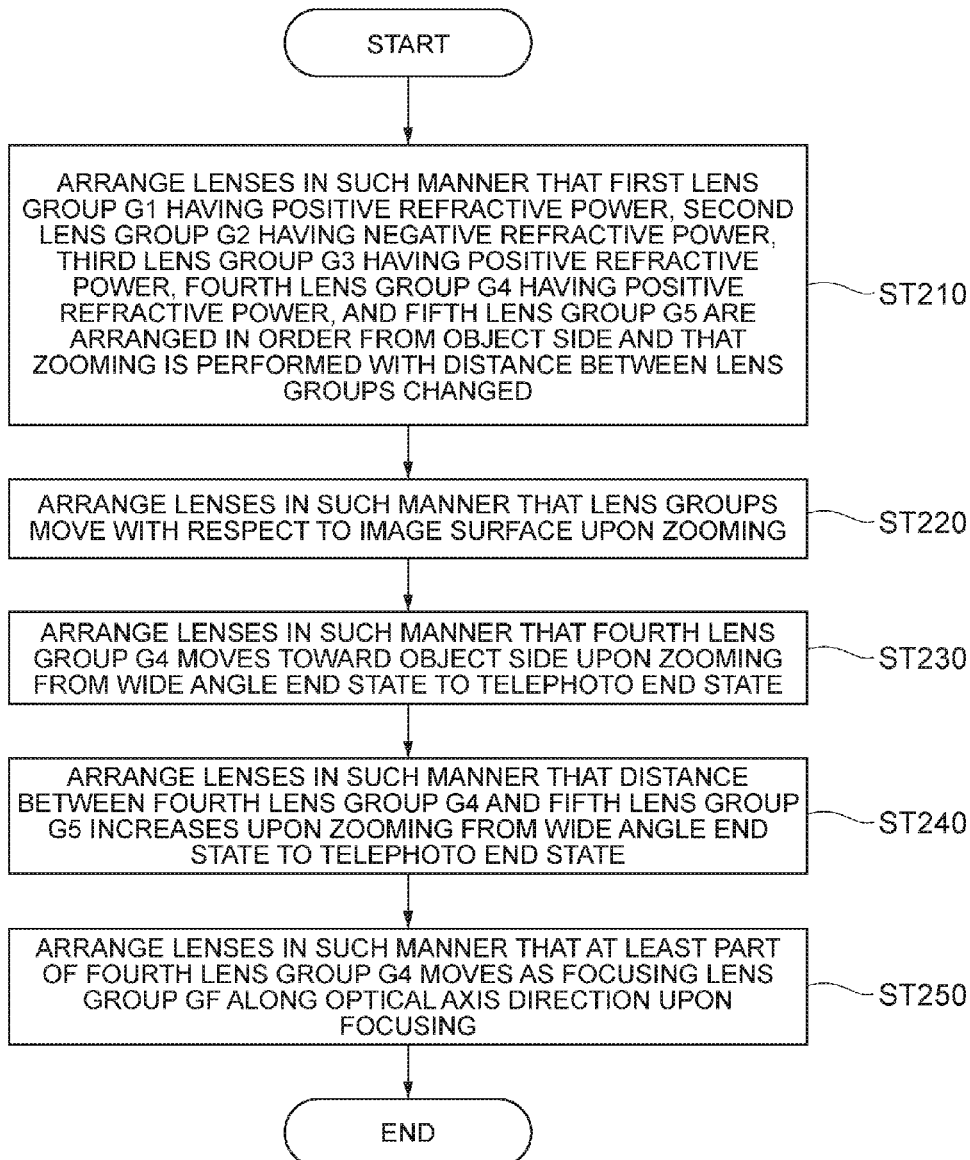 START
ARRANGE LENSES IN SUCH MANNER THAT FIRST LENS
GROUP G1 HAVING POSITIVE REFRACTIVE POWER, SECOND
LENS GROUP G2 HAVING NEGATIVE REFRACTIVE POWER,
THIRD LENS GROUP G3 HAVING POSITIVE REFRACTIVE
POWER, FOURTH LENS GROUP G4 HAVING POSITIVE
REFRACTIVE POWER, AND FIFTH LENS GROUP G5 ARE
ARRANGED IN ORDER FROM OBJECT SIDE AND THAT
ZOOMING IS PERFORMED WITH DISTANCE BETWEEN LENS
GROUPS CHANGED
ST210
ARRANGE LENSES IN SUCH MANNER THAT LENS GROUPS
MOVE WITH RESPECT TO IMAGE SURFACE UPON ZOOMING
ST220
ARRANGE LENSES IN SUCH MANNER THAT FOURTH LENS
GROUP G4 MOVES TOWARD OBJECT SIDE UPON ZOOMING
FROM WIDE ANGLE END STATE TO TELEPHOTO END STATE
ST230
ARRANGE LENSES IN SUCH MANNER THAT DISTANCE
BETWEEN FOURTH LENS GROUP G4 AND FIFTH LENS GROUP
G5 INCREASES UPON ZOOMING FROM WIDE ANGLE END
STATE TO TELEPHOTO END STATE
ST240
ARRANGE LENSES IN SUCH MANNER THAT AT LEAST PART
OF FOURTH LENS GROUP G4 MOVES AS FOCUSING LENS
GROUP GF ALONG OPTICAL AXIS DIRECTION UPON
FOCUSING
ST250
END